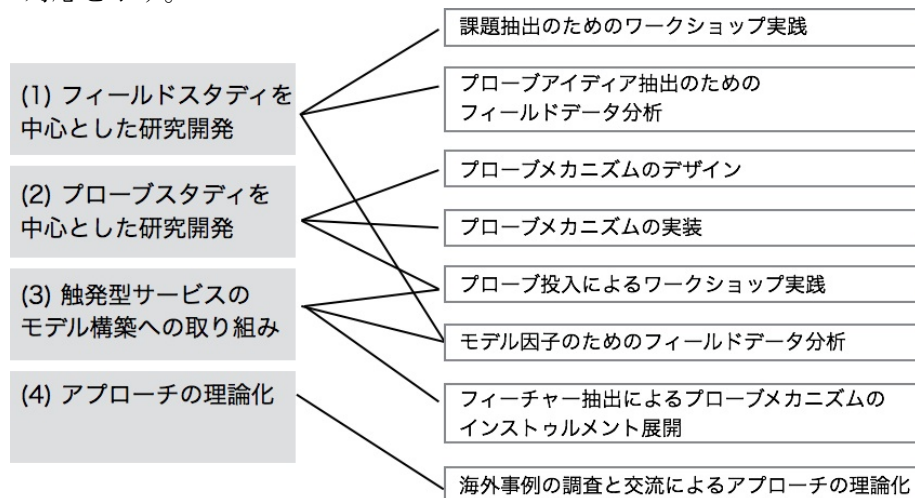 対応を示す。
(1) フィールドスタディを
中心とした研究開発
(2) プローブスタディを
中心とした研究開発
(3) 触発型サービスの
モデル構築への取り組み
(4) アプローチの理論化
課題抽出のためのワークショップ実践
プローブアイディア抽出のための
フィールドデータ分析
プローブメカニズムのデザイン
プローブメカニズムの実装
プローブ投入によるワークショップ実践
モデル因子のためのフィールドデータ分析
フィーチャー抽出によるプローブメカニズムの
インストゥルメント展開
海外事例の調査と交流によるアプローチの理論化